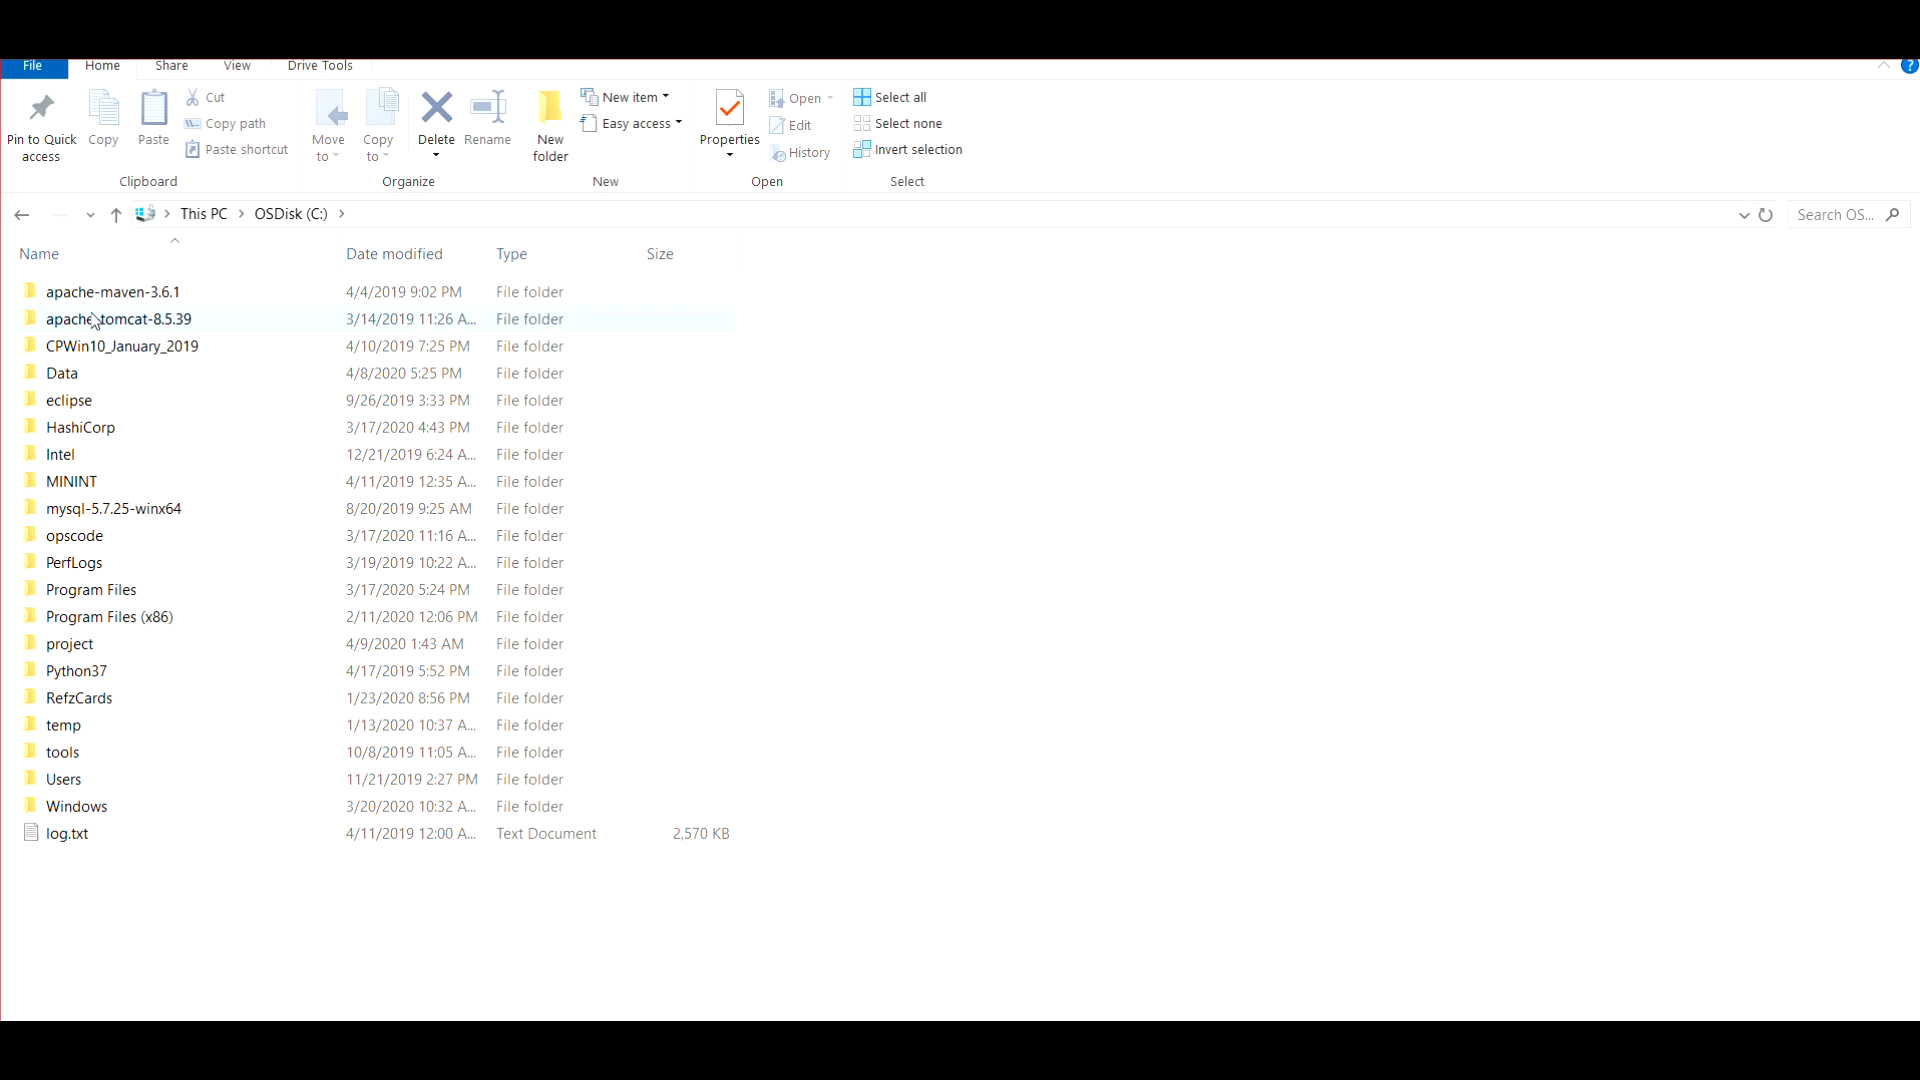 File Home Share View Drive Tools
Pin to Quick access
Copy
Paste
Cut
Copy path
Paste shortcut
Clipboard
Move to
Copy to
Delete
Rename
Organize
New folder
New item
Easy access
New
Properties
Open
Edit
History
Open
Select all
Select none
Invert selection
Select
This PC > OSDisk (C:) >
Search OS...
Name Date modified Type Size
apache-maven-3.6.1 4/4/2019 9:02 PM File folder
apache-tomcat-8.5.39 3/14/2019 11:26 A... File folder
CPWin10_January_2019 4/10/2019 7:25 PM File folder
Data 4/8/2020 5:25 PM File folder
eclipse 9/26/2019 3:33 PM File folder
HashiCorp 3/17/2020 4:43 PM File folder
Intel 12/21/2019 6:24 A... File folder
MININT 4/11/2019 12:35 A... File folder
mysql-5.7.25-winx64 8/20/2019 9:25 AM File folder
opscode 3/17/2020 11:16 A... File folder
PerfLogs 3/19/2019 10:22 A... File folder
Program Files 3/17/2020 5:24 PM File folder
Program Files (x86) 2/11/2020 12:06 PM File folder
project 4/9/2020 1:43 AM File folder
Python37 4/17/2019 5:52 PM File folder
RefzCards 1/23/2020 8:56 PM File folder
temp 1/13/2020 10:37 A... File folder
tools 10/8/2019 11:05 A... File folder
Users 11/21/2019 2:27 PM File folder
Windows 3/20/2020 10:32 A... File folder
log.txt 4/11/2019 12:00 A... Text Document 2,570 KB